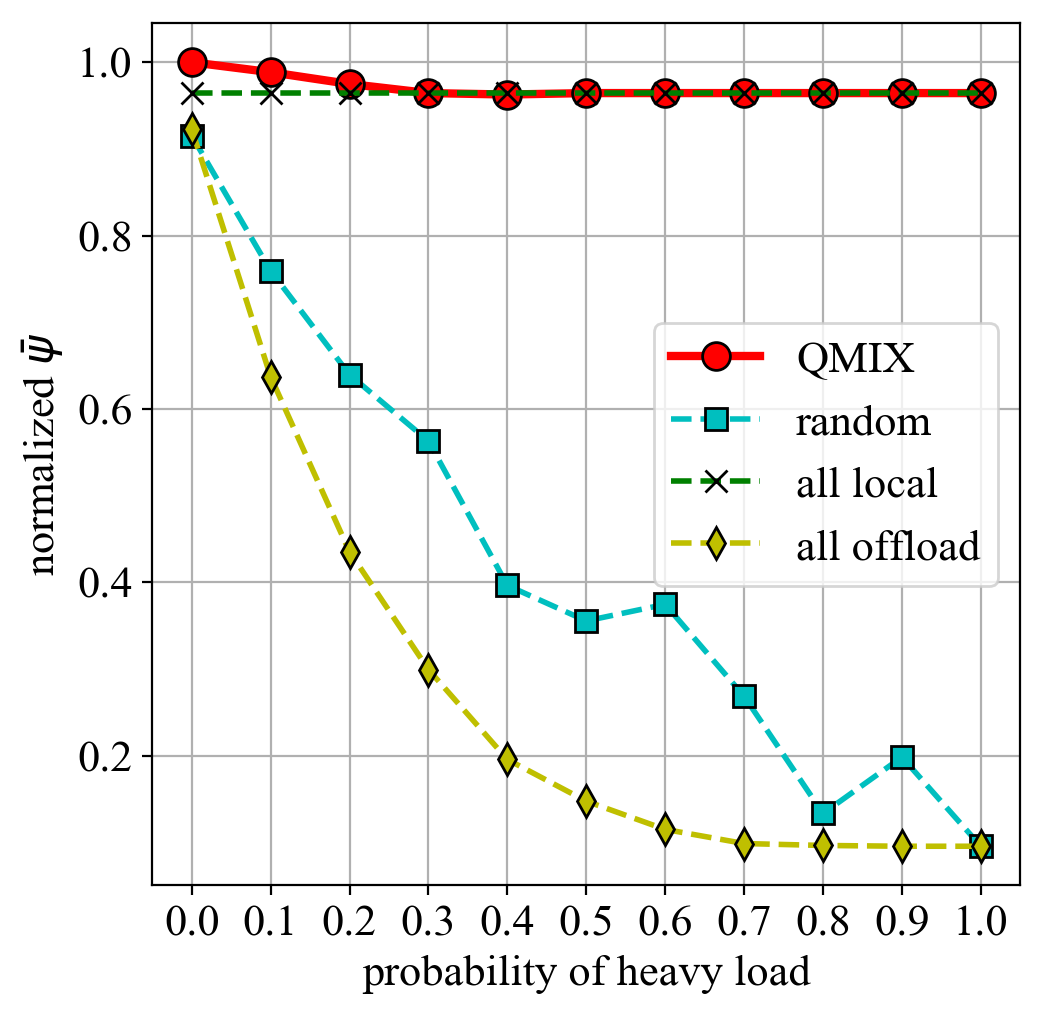 1.0
0.8
0.6
0.4
0.2
normalized ψ̄
QMIX
random
all local
all offload
0.0 0.1 0.2 0.3 0.4 0.5 0.6 0.7 0.8 0.9 1.0
probability of heavy load